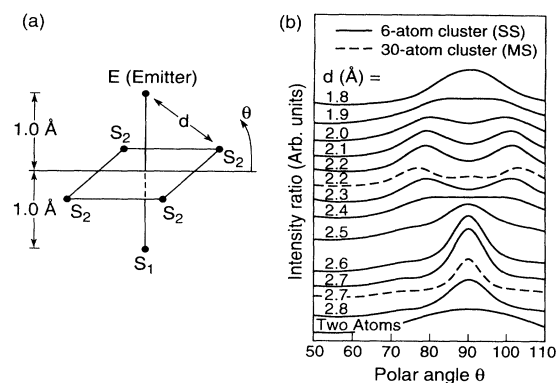 (a)
E (Emitter)
θ
1.0 Å
d
S2
S2
1.0 Å
S2
S2
S1
(b)
6-atom cluster (SS)
30-atom cluster (MS)
d (Å) =
1.8
1.9
2.0
2.1
2.2
2.2
2.3
2.4
2.5
2.6
2.7
2.7
2.8
Two Atoms
Intensity ratio (Arb. units)
50 60 70 80 90 100 110
Polar angle θ